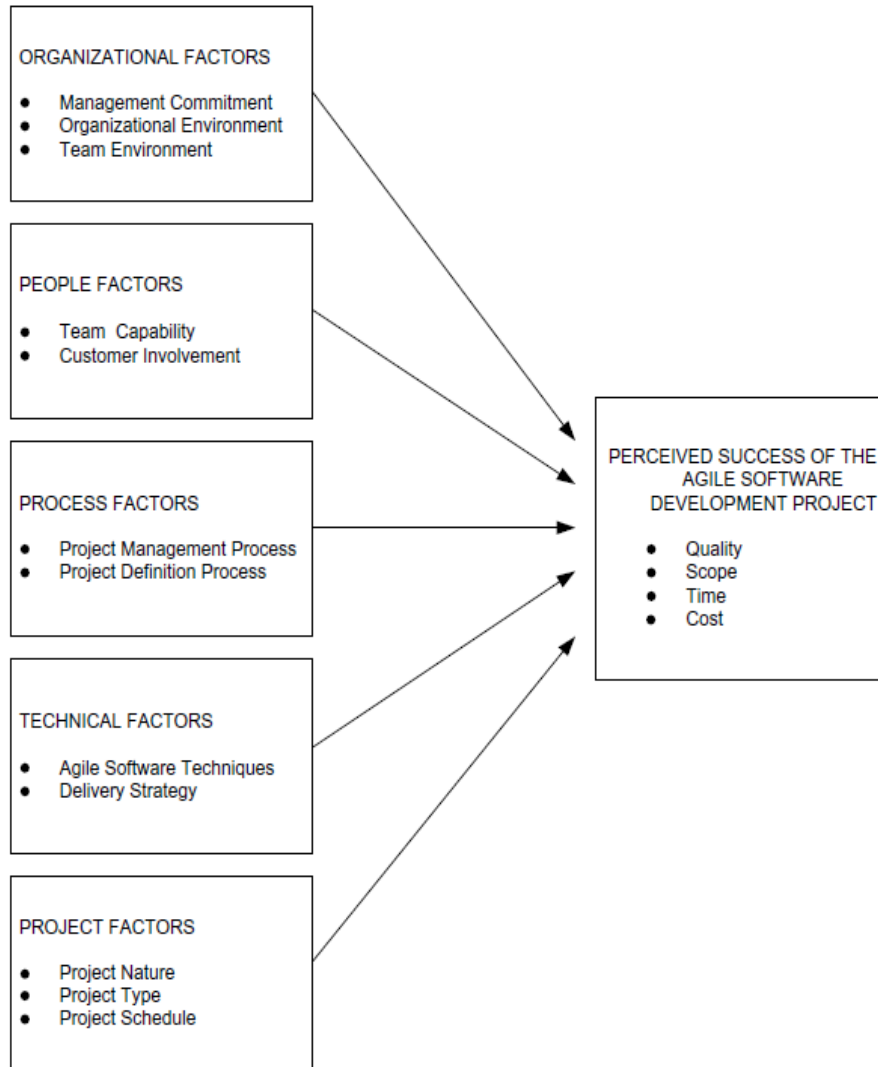 ORGANIZATIONAL FACTORS
● Management Commitment
● Organizational Environment
● Team Environment
PEOPLE FACTORS
● Team Capability
● Customer Involvement
PROCESS FACTORS
● Project Management Process
● Project Definition Process
TECHNICAL FACTORS
● Agile Software Techniques
● Delivery Strategy
PROJECT FACTORS
● Project Nature
● Project Type
● Project Schedule
PERCEIVED SUCCESS OF THE
AGILE SOFTWARE
DEVELOPMENT PROJECT
● Quality
● Scope
● Time
● Cost